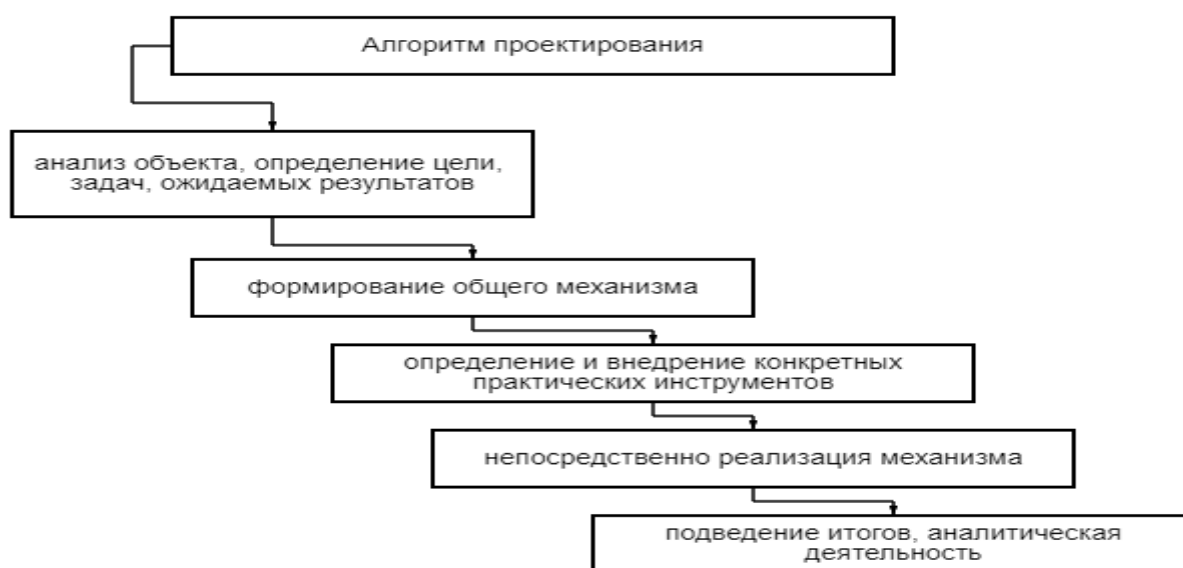 Алгоритм проектирования
анализ объекта, определение цели,
задач, ожидаемых результатов
формирование общего механизма
определение и внедрение конкретных
практических инструментов
непосредственно реализация механизма
подведение итогов, аналитическая
деятельность